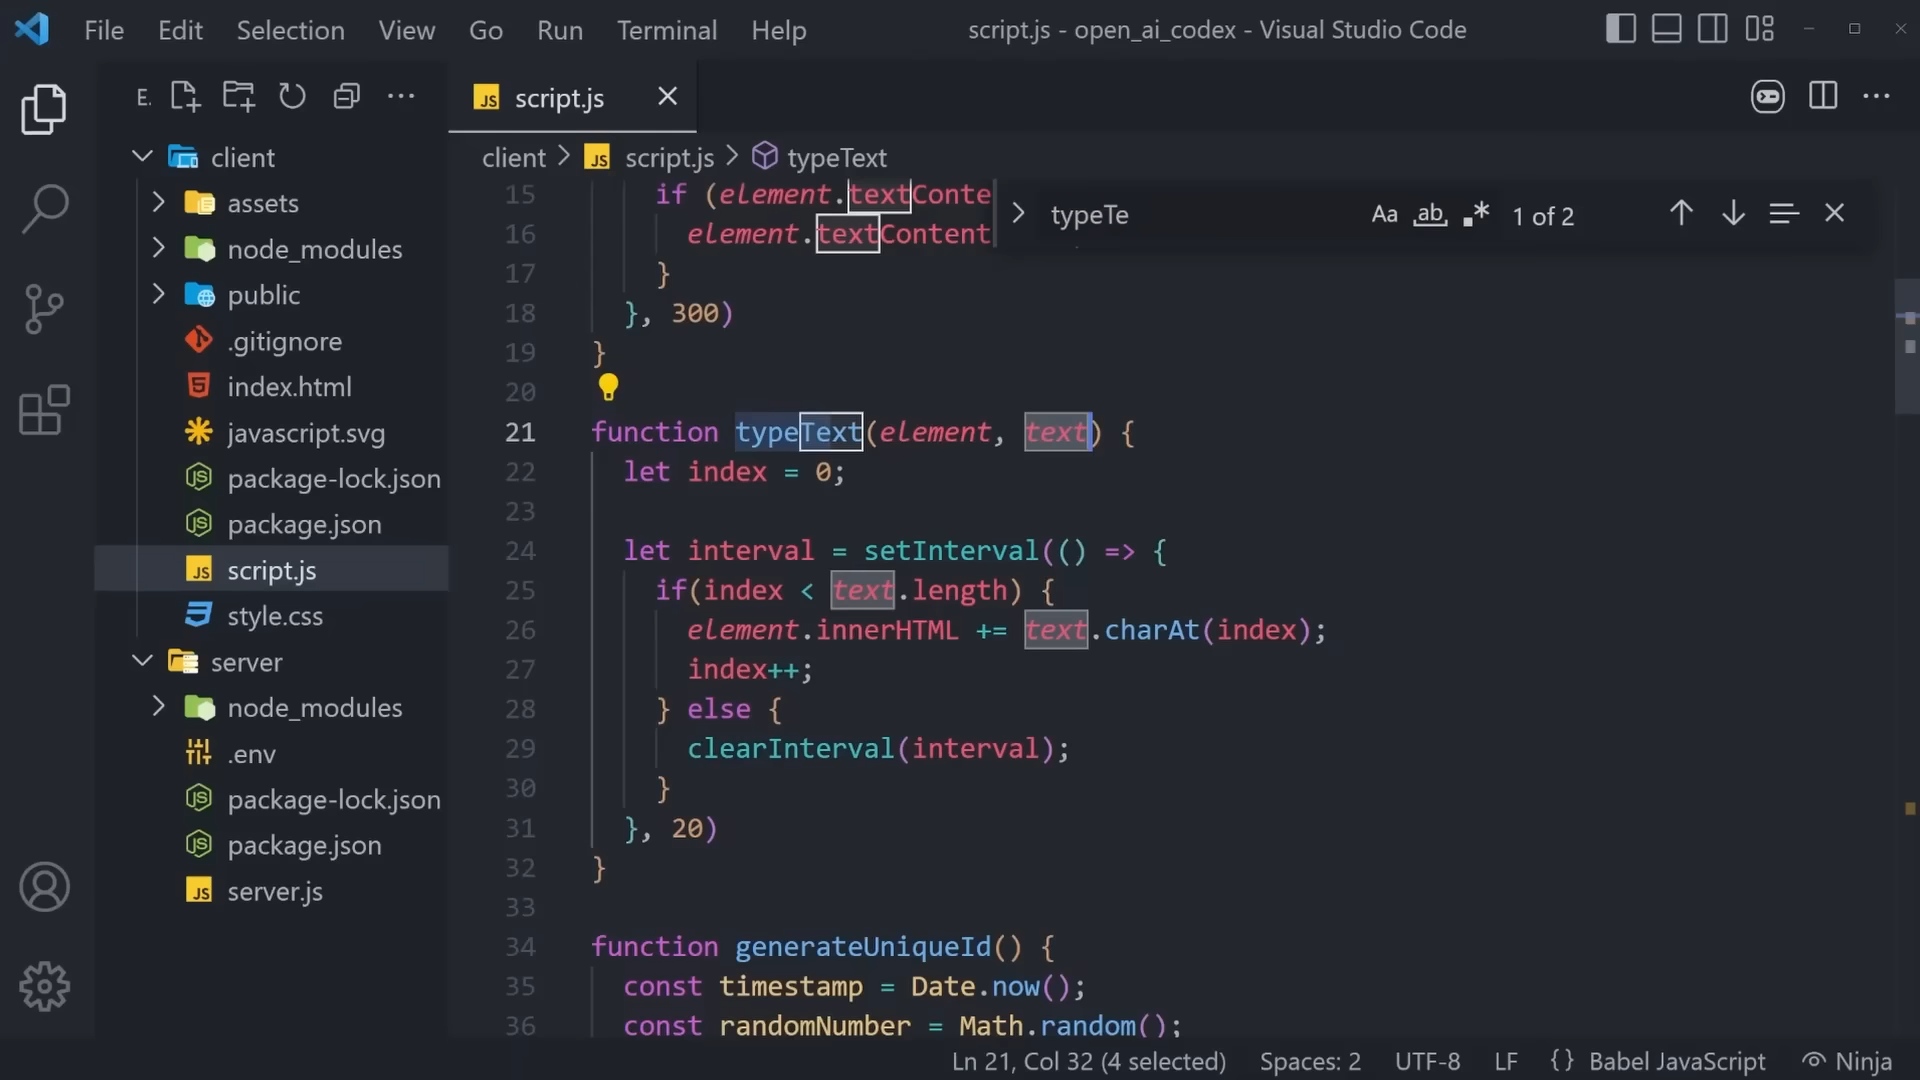 File Edit Selection View Go Run Terminal Help script.js - open_ai_codex - Visual Studio Code
E.
JS script.js
client > JS script.js > typeText
client
assets
node_modules
public
.gitignore
index.html
javascript.svg
package-lock.json
package.json
JS script.js
style.css
server
node_modules
.env
package-lock.json
package.json
JS server.js
typeTe Aa ab 1 of 2
15 if (element.textConte
16 element.textContent
17 }
18 }, 300)
19 }
20
21 function typeText(element, text) {
22 let index = 0;
23
24 let interval = setInterval(() => {
25 if(index < text.length) {
26 element.innerHTML += text.charAt(index);
27 index++;
28 } else {
29 clearInterval(interval);
30 }
31 }, 20)
32 }
33
34 function generateUniqueId() {
35 const timestamp = Date.now();
36 const randomNumber = Math.random();
Ln 21, Col 32 (4 selected) Spaces: 2 UTF-8 LF {} Babel JavaScript Ninja